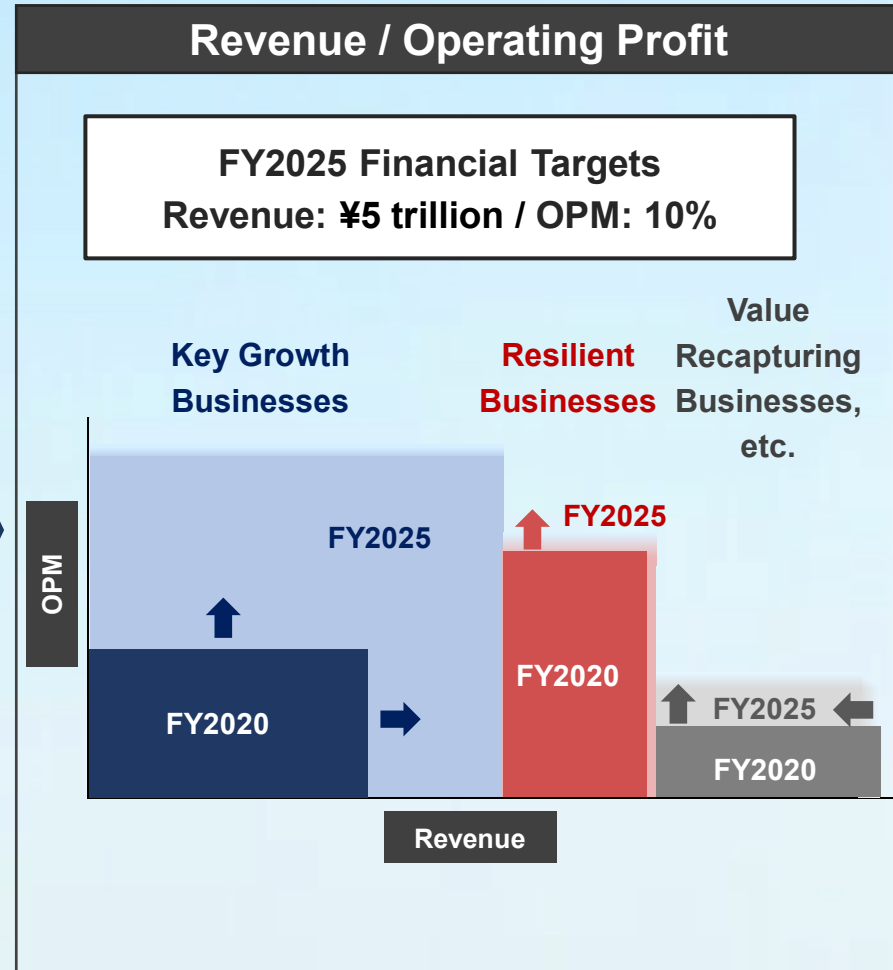 Revenue / Operating Profit
FY2025 Financial Targets
Revenue: ¥5 trillion / OPM: 10%
Key Growth
Businesses
Resilient
Businesses
Value
Recapturing
Businesses,
etc.
OPM
FY2025
FY2020
FY2025
FY2020
FY2025
FY2020
Revenue